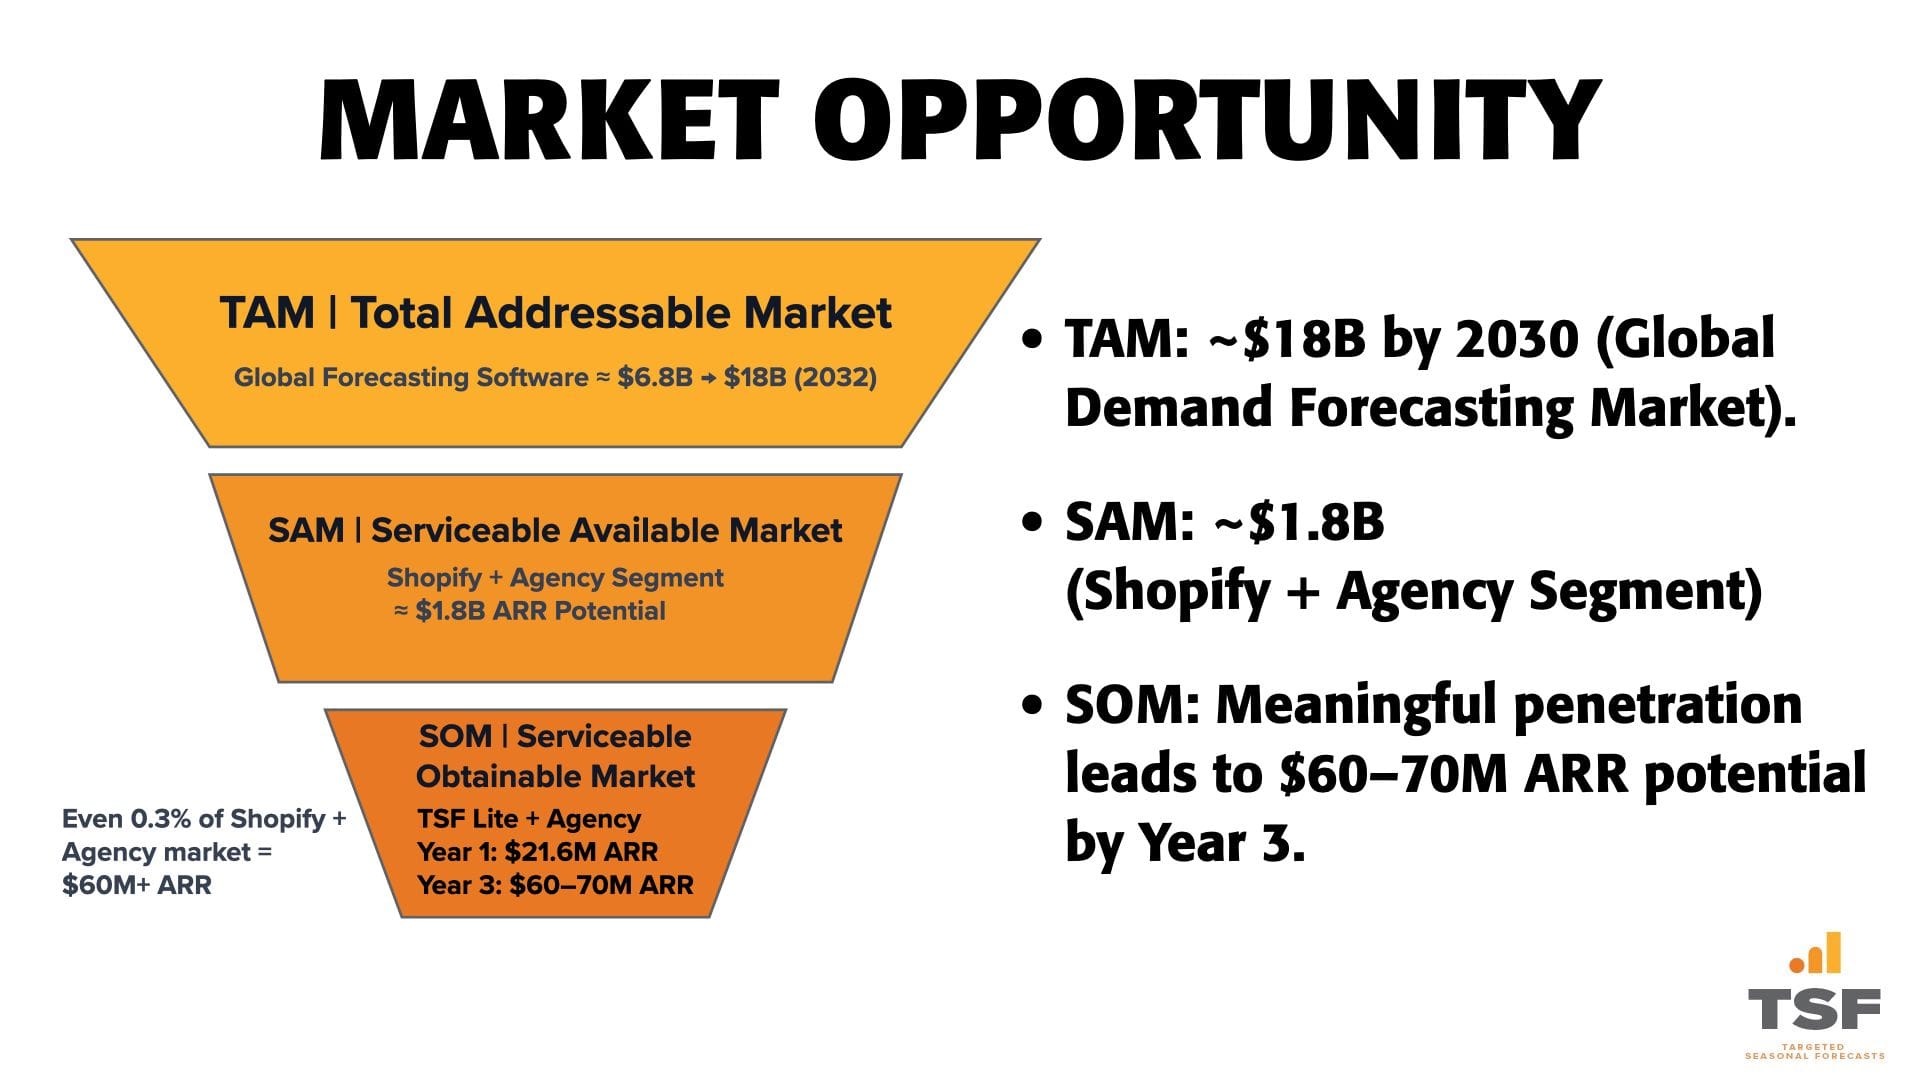 MARKET OPPORTUNITY
TAM | Total Addressable Market
Global Forecasting Software ≈ $6.8B → $18B (2032)
SAM | Serviceable Available Market
Shopify + Agency Segment
≈ $1.8B ARR Potential
SOM | Serviceable
Obtainable Market
TSF Lite + Agency
Year 1: $21.6M ARR
Year 3: $60–70M ARR
Even 0.3% of Shopify +
Agency market =
$60M+ ARR
• TAM: ~$18B by 2030 (Global
Demand Forecasting Market).
• SAM: ~$1.8B
(Shopify + Agency Segment)
• SOM: Meaningful penetration
leads to $60–70M ARR potential
by Year 3.
TSF
TARGETED
SEASONAL FORECASTS